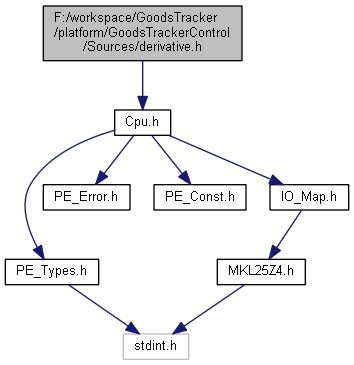 F:/workspace/GoodsTracker
/platform/GoodsTrackerControl
/Sources/derivative.h
Cpu.h
PE_Error.h
PE_Const.h
IO_Map.h
PE_Types.h
MKL25Z4.h
stdint.h